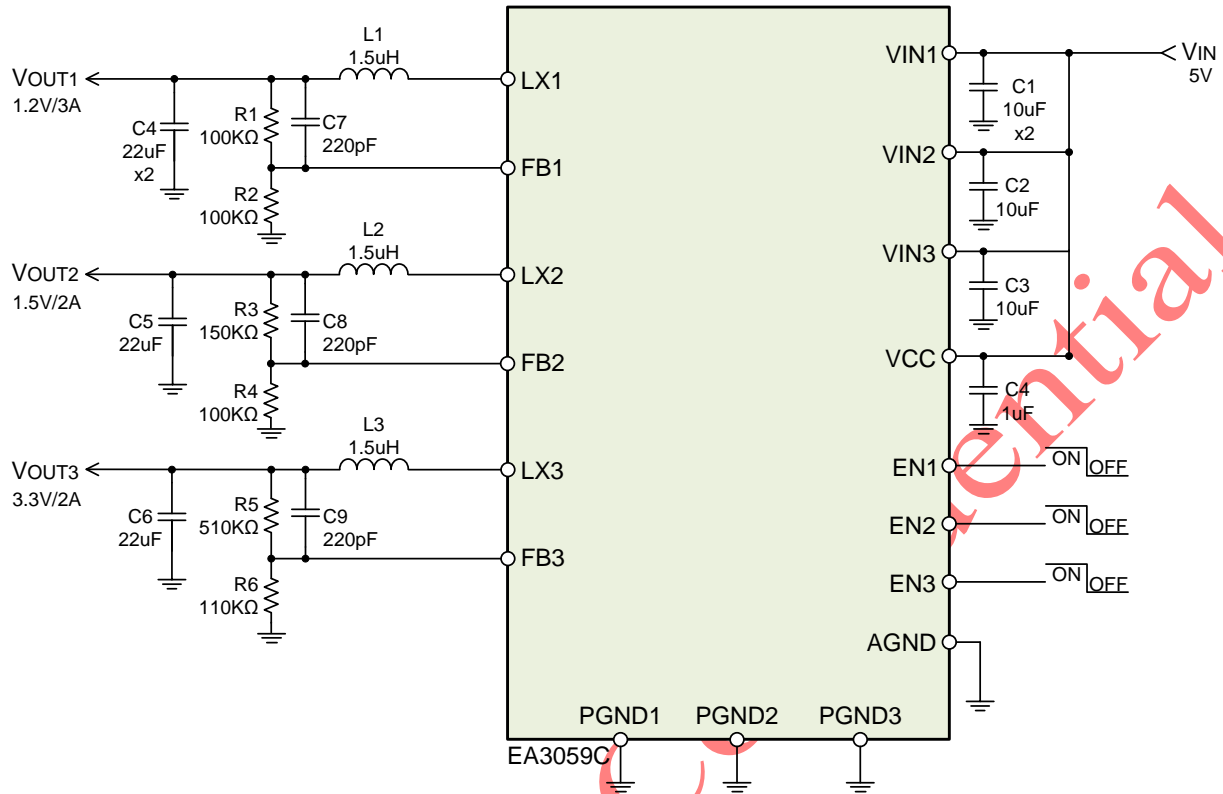 VOUT1
1.2V/3A
L1
1.5uH
LX1
C4
22uF
x2
R1
100KΩ
C7
220pF
FB1
R2
100KΩ
VOUT2
1.5V/2A
L2
1.5uH
LX2
C5
22uF
R3
150KΩ
C8
220pF
FB2
R4
100KΩ
VOUT3
3.3V/2A
L3
1.5uH
LX3
C6
22uF
R5
510KΩ
C9
220pF
FB3
R6
110KΩ
VIN1
VIN
5V
C1
10uF
x2
VIN2
C2
10uF
VIN3
C3
10uF
VCC
C4
1uF
EN1
ON OFF
EN2
ON OFF
EN3
ON OFF
AGND
PGND1 PGND2 PGND3
EA3059C
ential